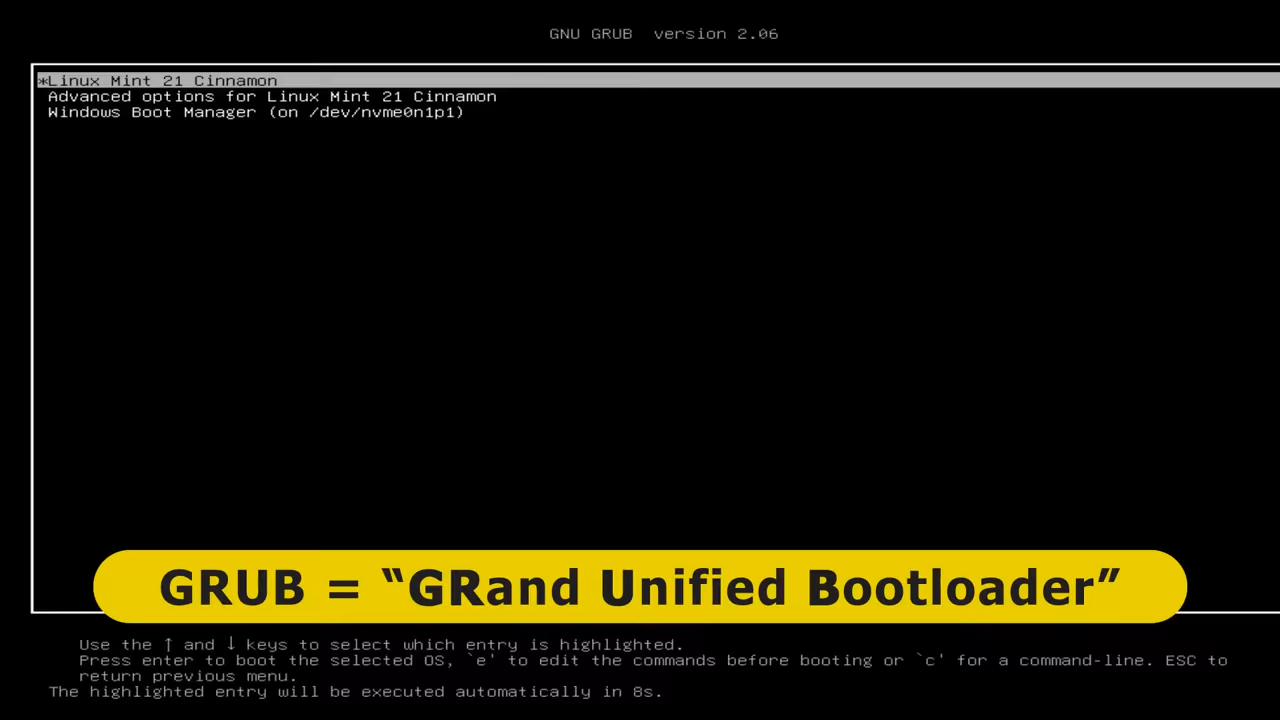 GNU GRUB  version 2.06
*Linux Mint 21 Cinnamon
Advanced options for Linux Mint 21 Cinnamon
Windows Boot Manager (on /dev/nvme0n1p1)
GRUB = “GRand Unified Bootloader”
Use the ↑ and ↓ keys to select which entry is highlighted.
Press enter to boot the selected OS, `e' to edit the commands before booting or `c' for a command-line. ESC to
return previous menu.
The highlighted entry will be executed automatically in 8s.